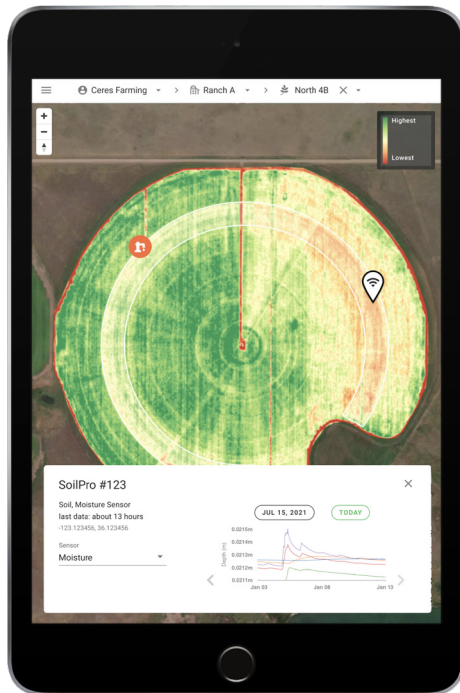 Ceres Farming > Ranch A > North 4B
Highest
Lowest
SoilPro #123
Soil, Moisture Sensor
last data: about 13 hours
-123.123456, 36.123456
Sensor
Moisture
JUL 15, 2021
TODAY
Depth (m)
0.0215m
0.0214m
0.0212m
0.0212m
0.0211m
Jan 03
Jan 08
Jan 13